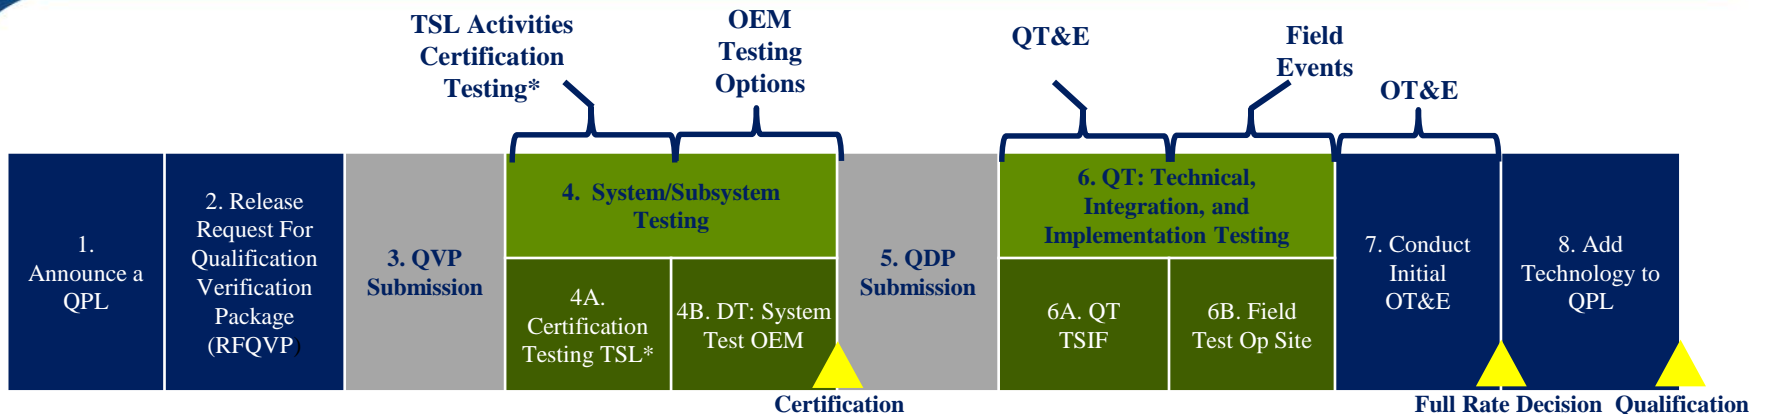 TSL Activities
Certification
Testing*
OEM
Testing
Options
QT&E
Field
Events
OT&E
1.
Announce a
QPL
2. Release
Request For
Qualification
Verification
Package
(RFQVP)
3. QVP
Submission
4. System/Subsystem
Testing
4A.
Certification
Testing TSL*
4B. DT: System
Test OEM
5. QDP
Submission
6. QT: Technical,
Integration, and
Implementation Testing
6A. QT
TSIF
6B. Field
Test Op Site
7. Conduct
Initial
OT&E
8. Add
Technology to
QPL
Certification
Full Rate Decision
Qualification